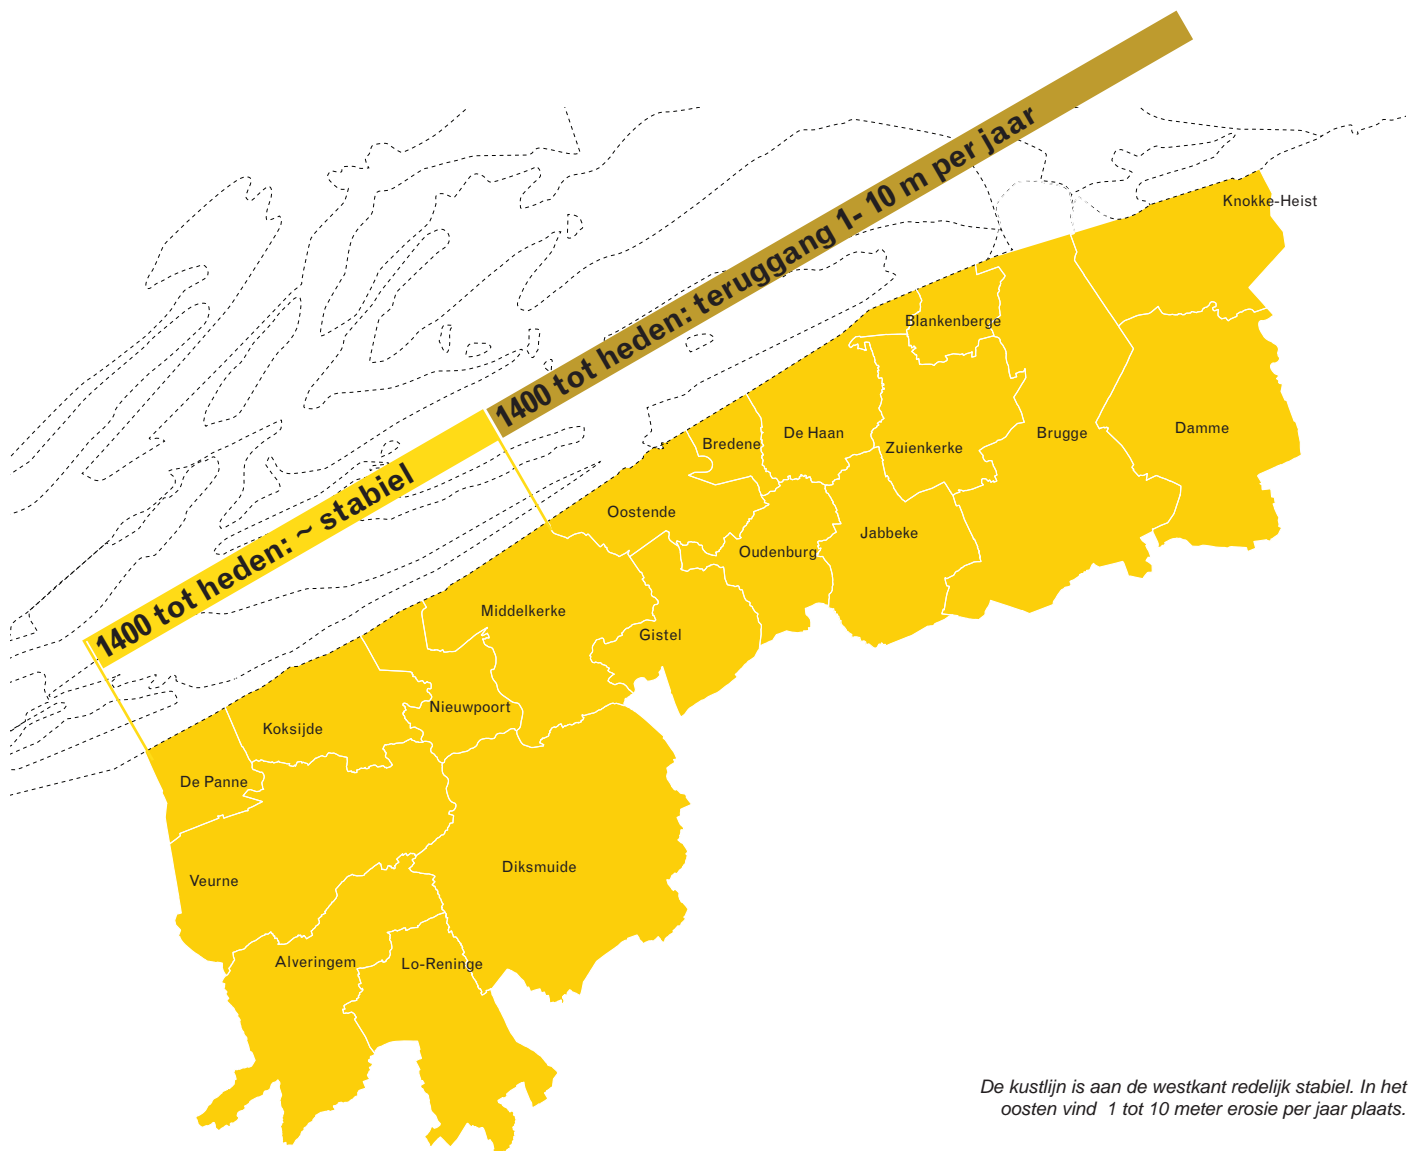 1400 tot heden: teruggang 1- 10 m per jaar
1400 tot heden: ~ stabiel
Knokke-Heist
Blankenberge
De Haan
Bredene
Zuienkerke
Brugge
Damme
Oostende
Oudenburg
Jabbeke
Middelkerke
Gistel
Nieuwpoort
Koksijde
De Panne
Veurne
Diksmuide
Alveringem
Lo-Reninge
De kustlijn is aan de westkant redelijk stabiel. In het
oosten vind 1 tot 10 meter erosie per jaar plaats.